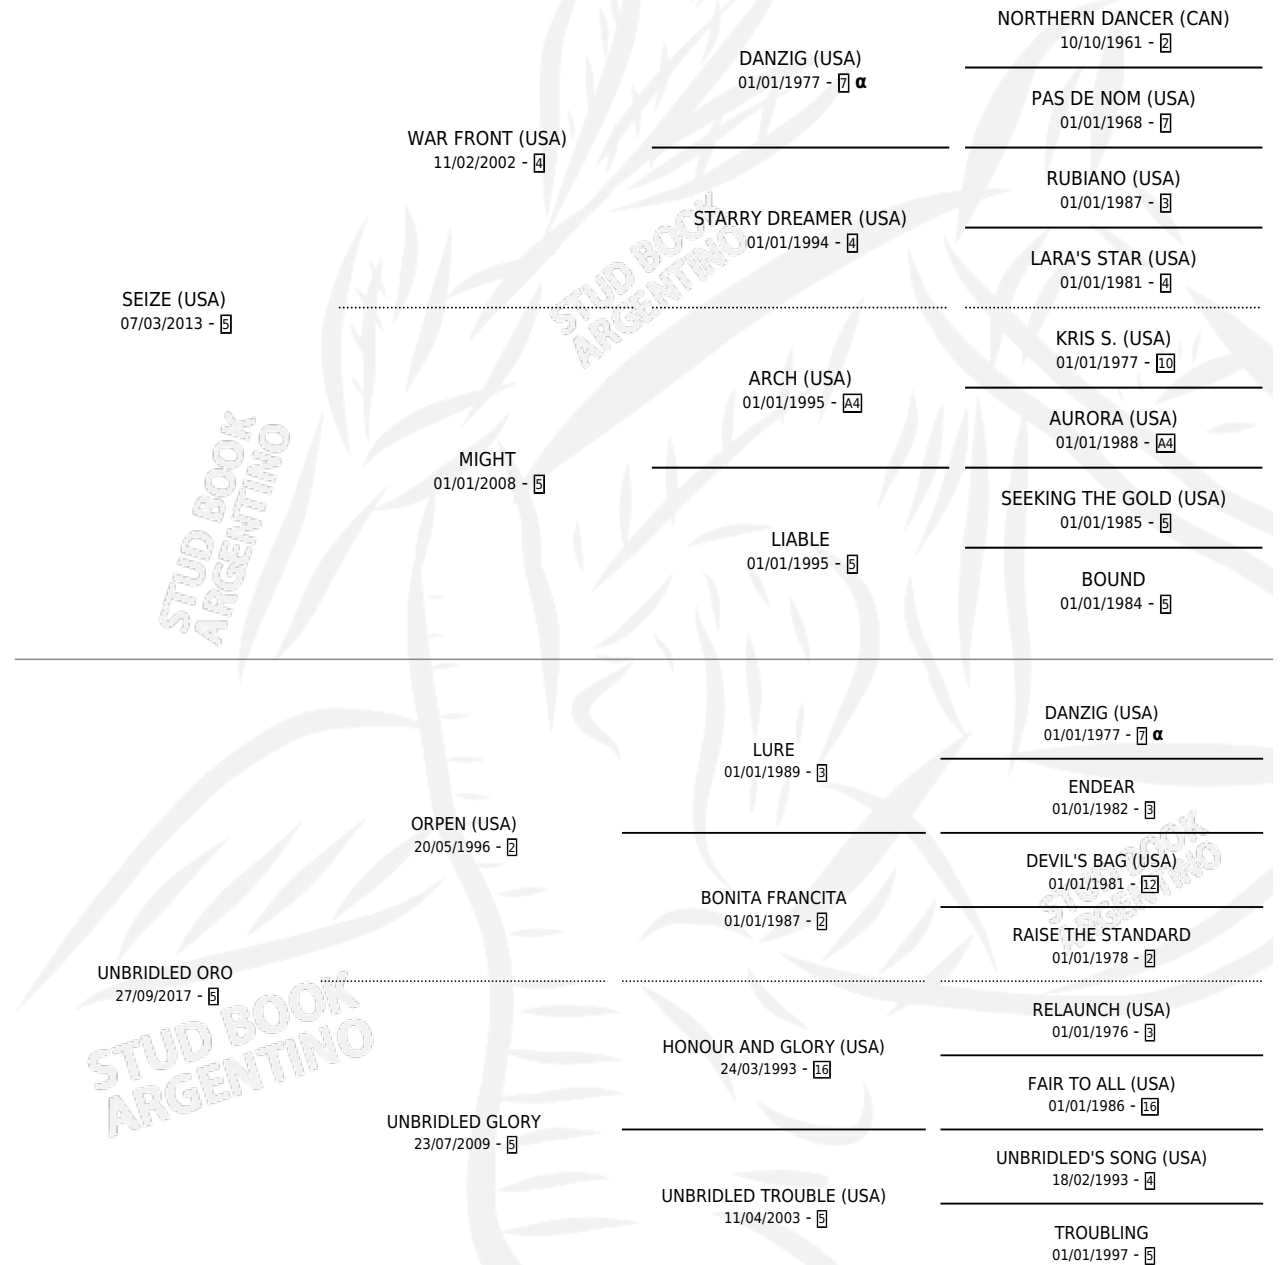 NORTHERN DANCER (CAN)
10/10/1961 - 2
DANZIG (USA)
01/01/1977 - 7 α
PAS DE NOM (USA)
01/01/1968 - 7
WAR FRONT (USA)
11/02/2002 - 4
RUBIANO (USA)
01/01/1987 - 3
STARRY DREAMER (USA)
01/01/1994 - 4
LARA'S STAR (USA)
01/01/1981 - 4
SEIZE (USA)
07/03/2013 - 5
KRIS S. (USA)
01/01/1977 - 10
ARCH (USA)
01/01/1995 - A4
AURORA (USA)
01/01/1988 - A4
MIGHT
01/01/2008 - 5
SEEKING THE GOLD (USA)
01/01/1985 - 5
LIABLE
01/01/1995 - 5
BOUND
01/01/1984 - 5
DANZIG (USA)
01/01/1977 - 7 α
LURE
01/01/1989 - 3
ENDEAR
01/01/1982 - 3
ORPEN (USA)
20/05/1996 - 2
DEVIL'S BAG (USA)
01/01/1981 - 12
BONITA FRANCITA
01/01/1987 - 2
RAISE THE STANDARD
01/01/1978 - 2
UNBRIDLED ORO
27/09/2017 - 5
RELAUNCH (USA)
01/01/1976 - 3
HONOUR AND GLORY (USA)
24/03/1993 - 16
FAIR TO ALL (USA)
01/01/1986 - 16
UNBRIDLED GLORY
23/07/2009 - 5
UNBRIDLED'S SONG (USA)
18/02/1993 - 4
UNBRIDLED TROUBLE (USA)
11/04/2003 - 5
TROUBLING
01/01/1997 - 5
STUD BOOK
ARGENTINO
STUD BOOK
ARGENTINO
STUD BOOK
ARGENTINO
STUD BOOK
ARGENTINO